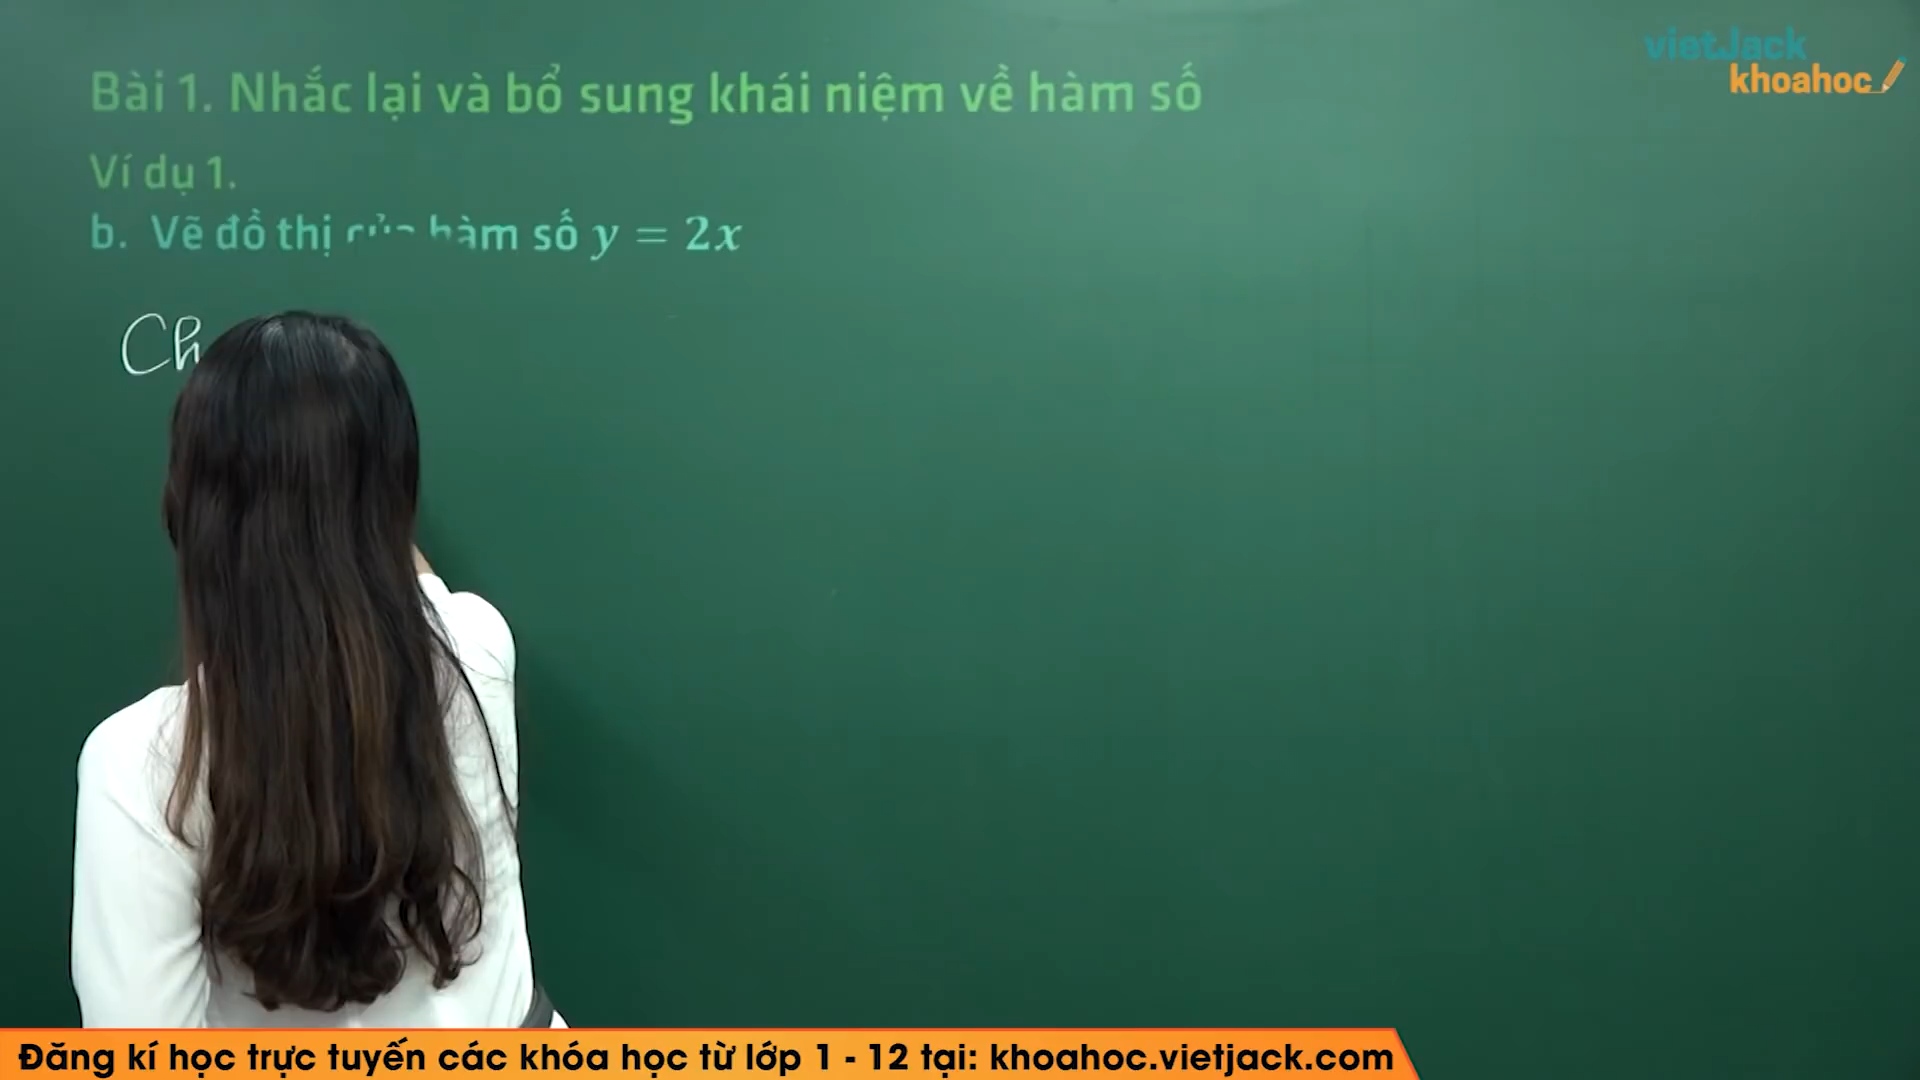 vietJack
khoahoc
Bài 1. Nhắc lại và bổ sung khái niệm về hàm số
Ví dụ 1.
b. Vẽ đồ thị của hàm số y = 2x
Ch
Đăng kí học trực tuyến các khóa học từ lớp 1 - 12 tại: khoahoc.vietjack.com